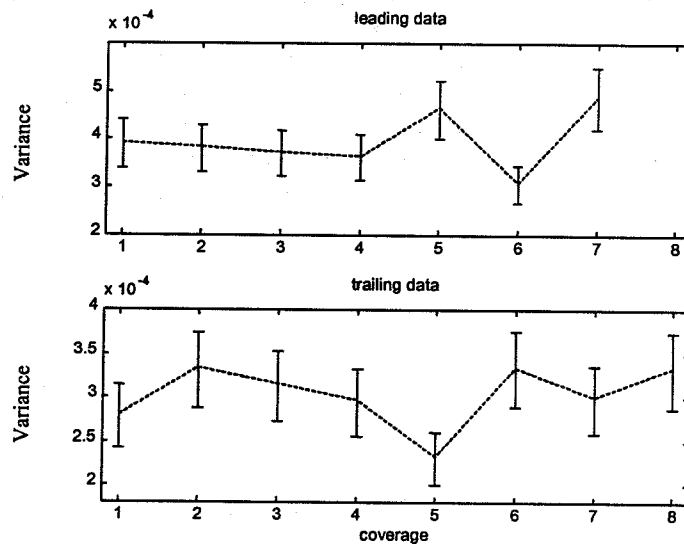 x 10⁻⁴
leading data
Variance
5
4
3
2
1 2 3 4 5 6 7 8
x 10⁻⁴
trailing data
Variance
4
3.5
3
2.5
2
1 2 3 4 5 6 7 8
coverage